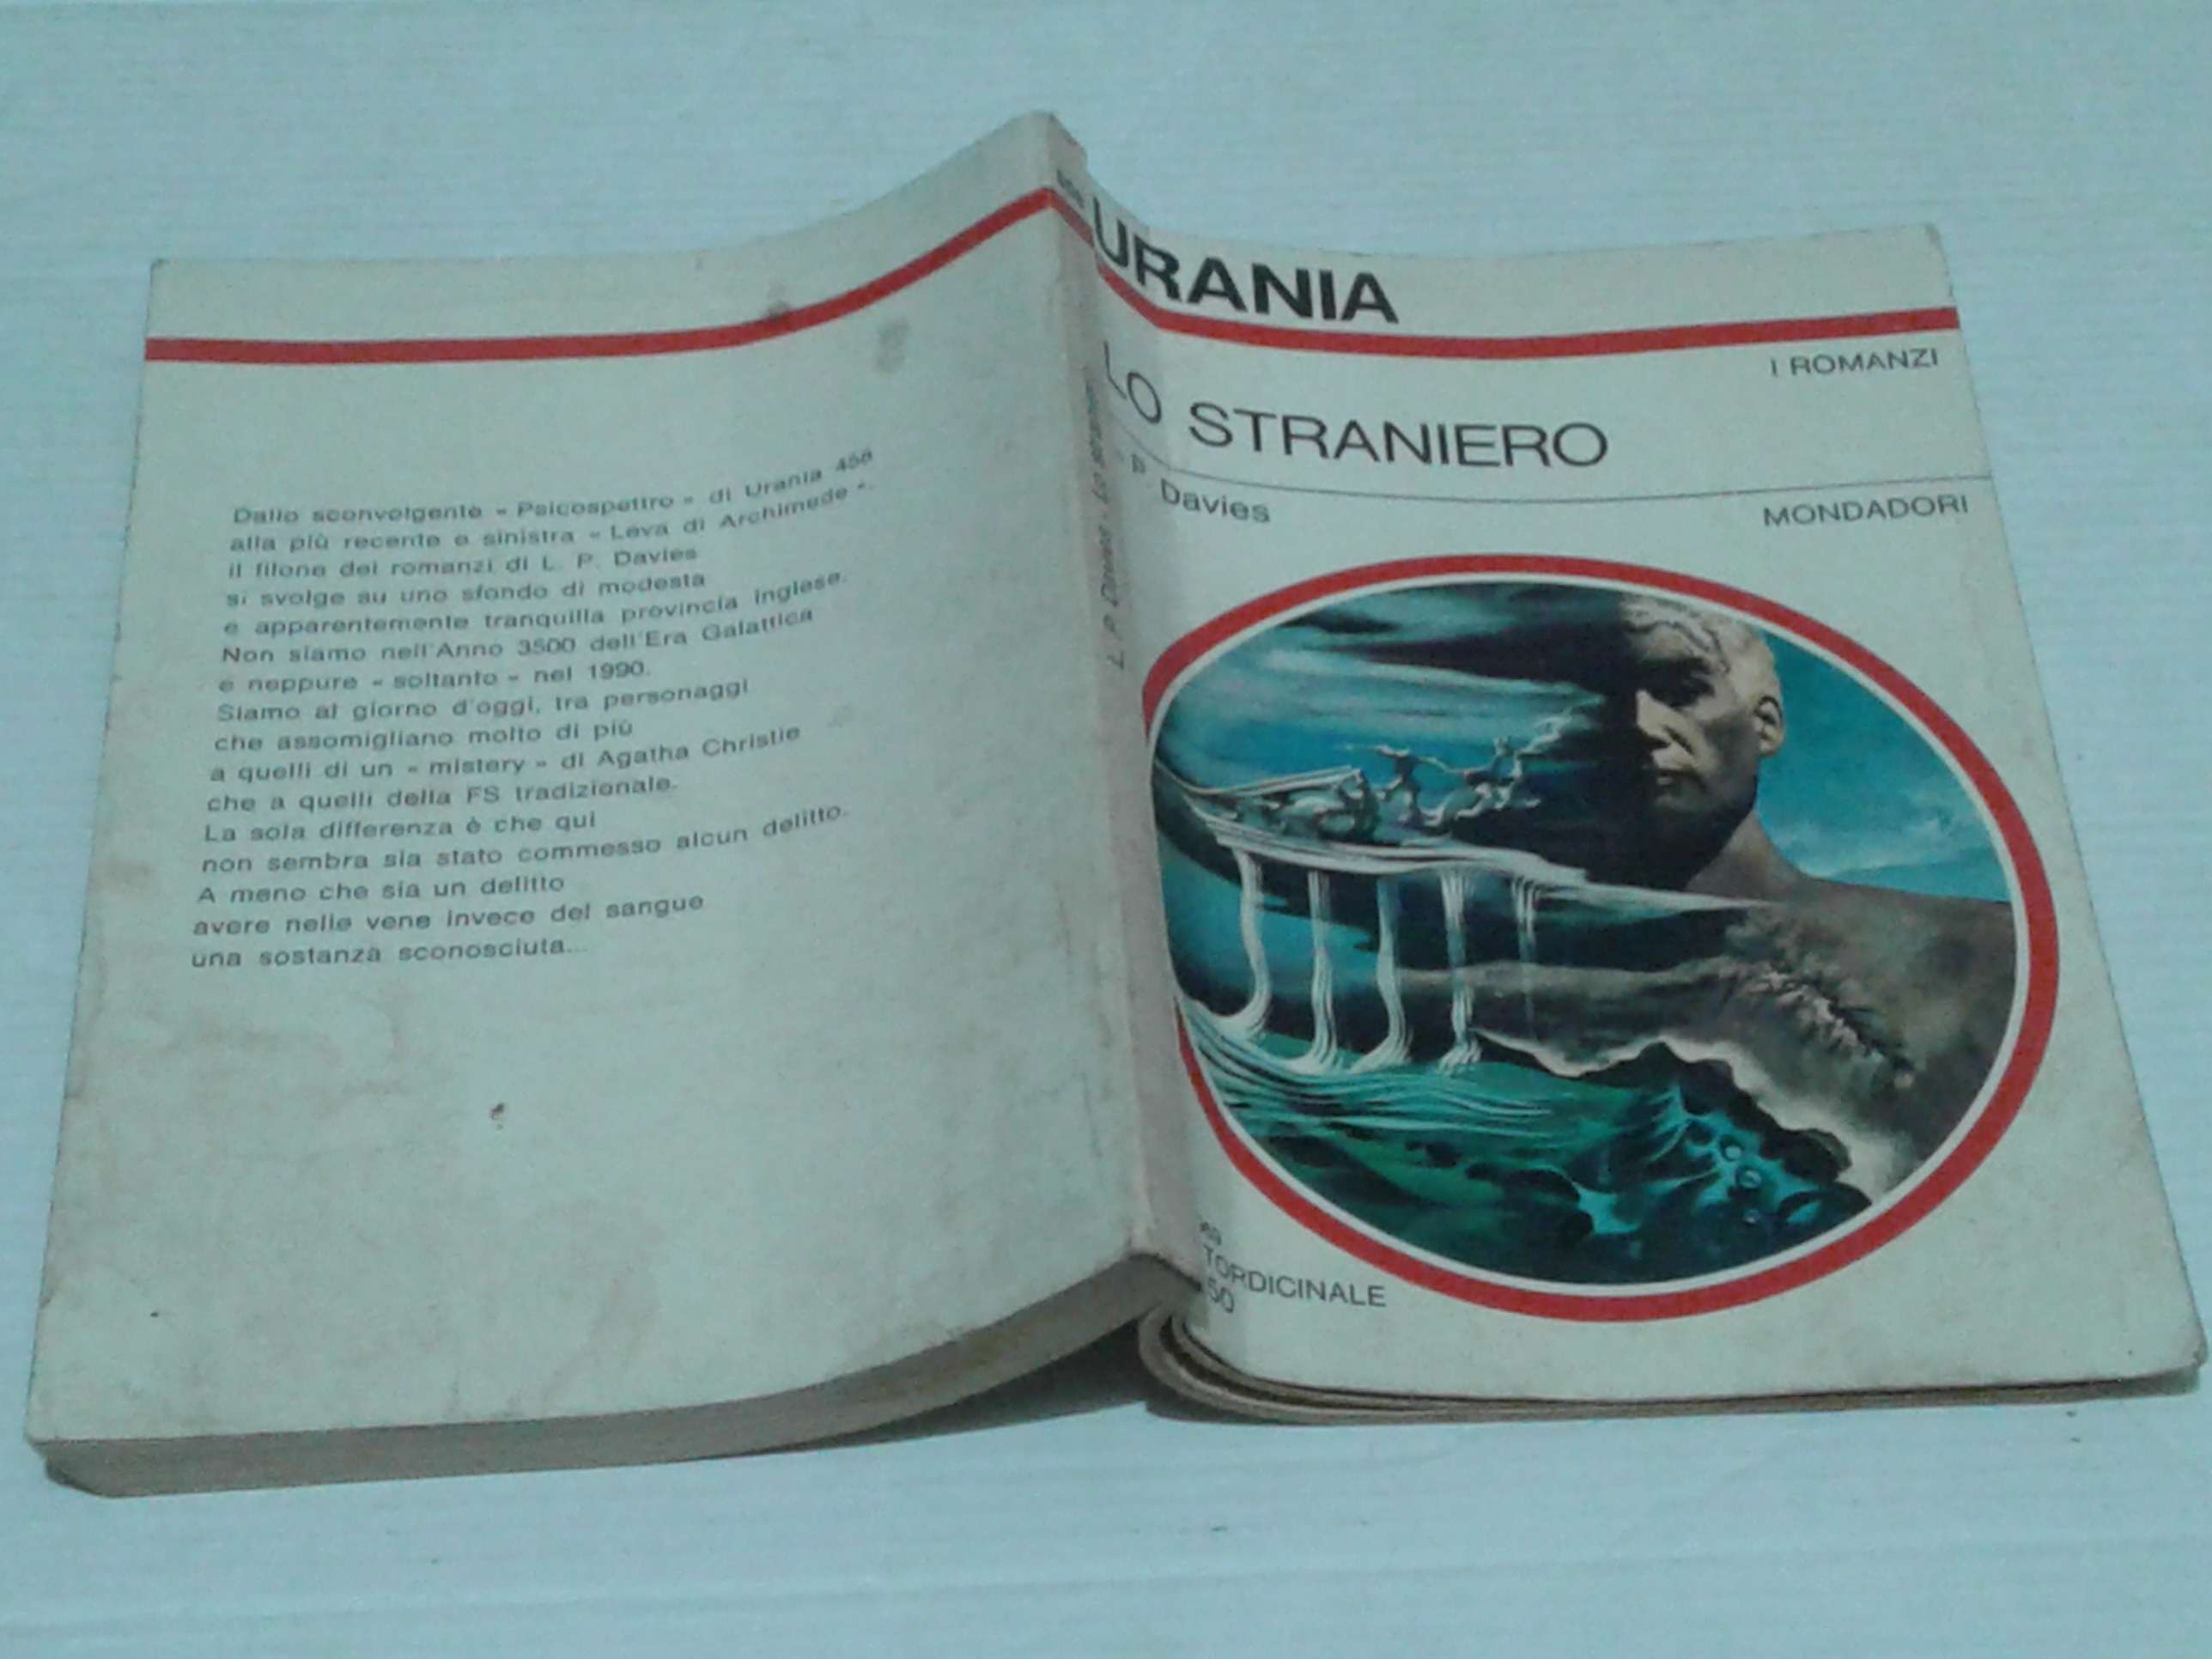 Dallo sconvolgente « Psicospettro » di Urania 458
alla più recente e sinistra « Leva di Archimede ».
il filone dei romanzi di L. P. Davies
si svolge su uno sfondo di modesta
e apparentemente tranquilla provincia inglese.
Non siamo nell'Anno 3500 dell'Era Galattica
e neppure « soltanto » nel 1990.
Siamo al giorno d'oggi, tra personaggi
che assomigliano molto di più
a quelli di un « mistery » di Agatha Christie
che a quelli della FS tradizionale.
La sola differenza è che qui
non sembra sia stato commesso alcun delitto.
A meno che sia un delitto
avere nelle vene invece del sangue
una sostanza sconosciuta...
L. P. Davies - Lo straniero
URANIA
I ROMANZI
LO STRANIERO
P. Davies
MONDADORI
TORDICINALE
50